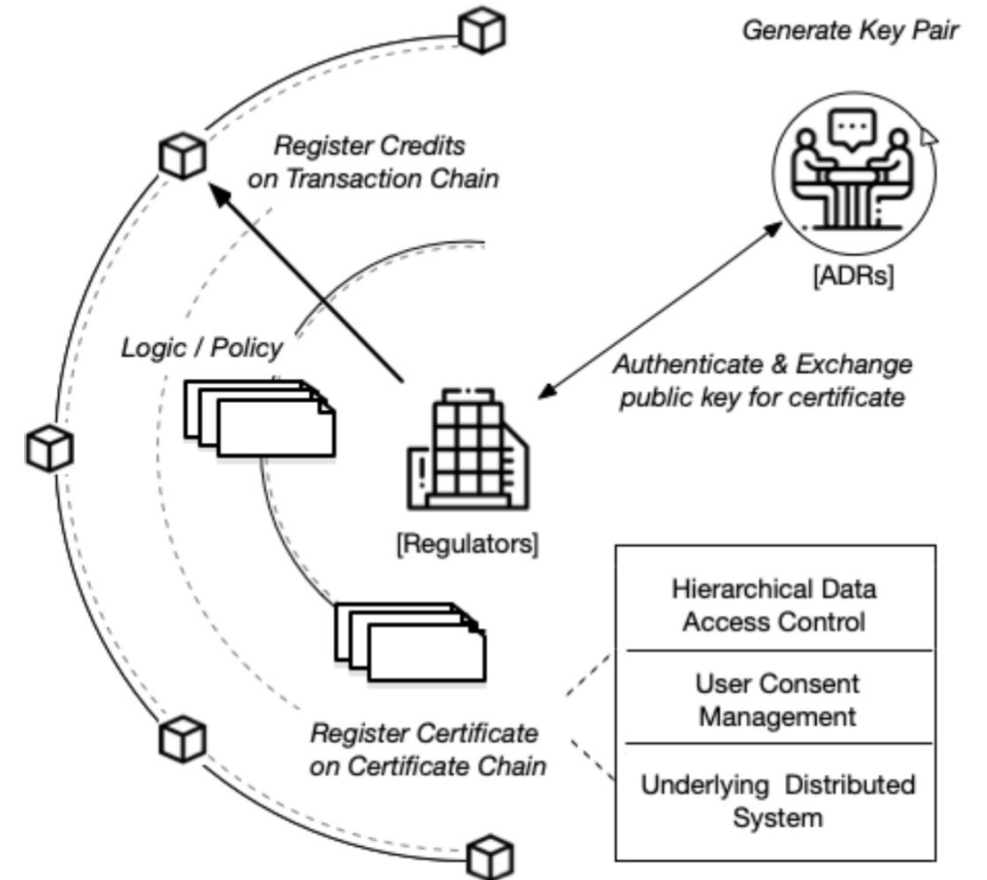 Generate Key Pair
Register Credits
on Transaction Chain
[ADRs]
Logic / Policy
Authenticate & Exchange
public key for certificate
[Regulators]
Hierarchical Data
Access Control
User Consent
Management
Register Certificate
on Certificate Chain
Underlying Distributed
System